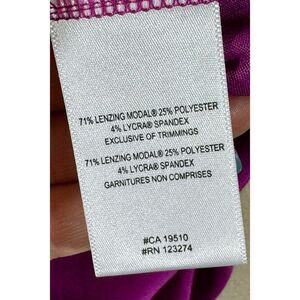 71% LENZING MODAL® 25% POLYESTER
4% LYCRA® SPANDEX
EXCLUSIVE OF TRIMMINGS
71% LENZING MODAL® 25% POLYESTER
4% LYCRA® SPANDEX
GARNITURES NON COMPRISES
#CA 19510
#RN 123274